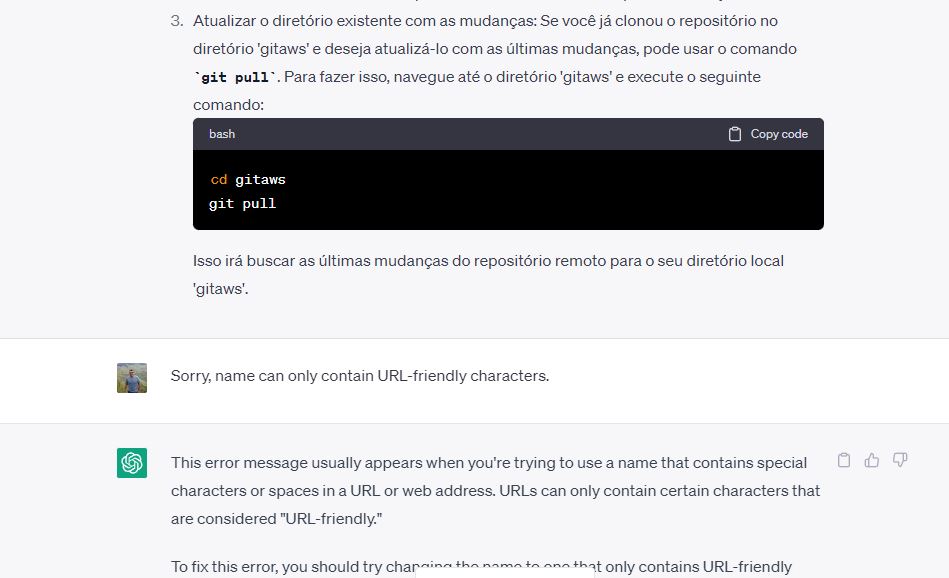 3. Atualizar o diretório existente com as mudanças: Se você já clonou o repositório no
diretório 'gitaws' e deseja atualizá-lo com as últimas mudanças, pode usar o comando
`git pull`. Para fazer isso, navegue até o diretório 'gitaws' e execute o seguinte
comando:
bash
Copy code
cd gitaws
git pull
Isso irá buscar as últimas mudanças do repositório remoto para o seu diretório local
'gitaws'.
Sorry, name can only contain URL-friendly characters.
This error message usually appears when you're trying to use a name that contains special
characters or spaces in a URL or web address. URLs can only contain certain characters that
are considered "URL-friendly."
To fix this error, you should try changing the name to one that only contains URL-friendly